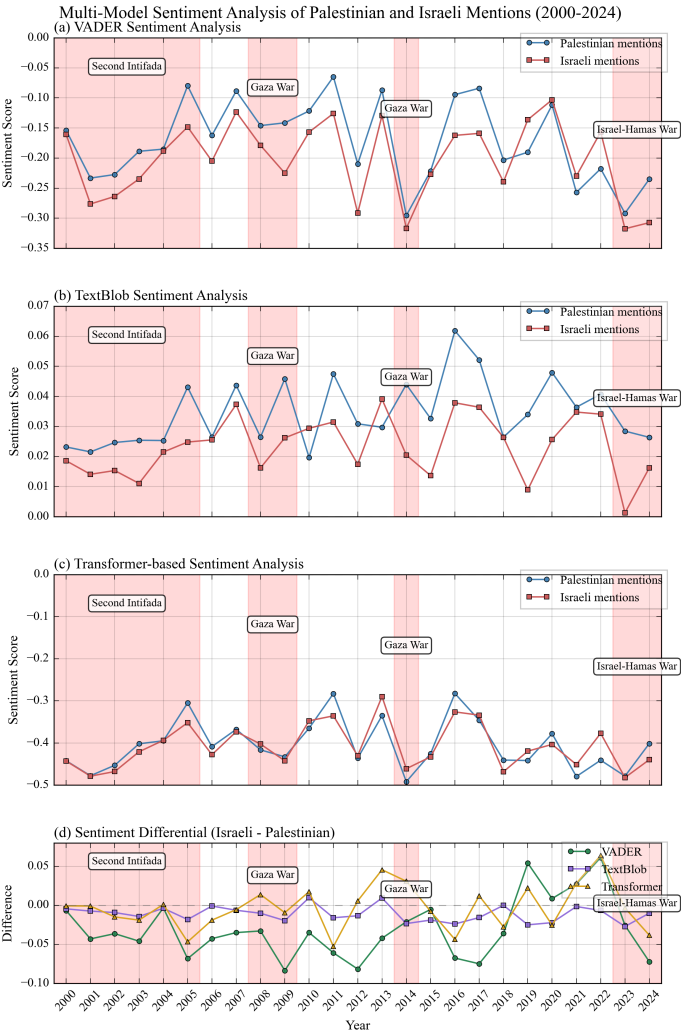 Multi-Model Sentiment Analysis of Palestinian and Israeli Mentions (2000-2024)
(a) VADER Sentiment Analysis
0.00
−0.05
−0.10
−0.15
−0.20
−0.25
−0.30
−0.35
Sentiment Score
Second Intifada
Gaza War
Gaza War
Israel-Hamas War
Palestinian mentions
Israeli mentions
(b) TextBlob Sentiment Analysis
0.07
0.06
0.05
0.04
0.03
0.02
0.01
0.00
Sentiment Score
Second Intifada
Gaza War
Gaza War
Israel-Hamas War
Palestinian mentions
Israeli mentions
(c) Transformer-based Sentiment Analysis
0.0
−0.1
−0.2
−0.3
−0.4
−0.5
Sentiment Score
Second Intifada
Gaza War
Gaza War
Israel-Hamas War
Palestinian mentions
Israeli mentions
(d) Sentiment Differential (Israeli - Palestinian)
0.05
0.00
−0.05
−0.10
Difference
Second Intifada
Gaza War
Gaza War
Israel-Hamas War
VADER
TextBlob
Transformer
2000
2001
2002
2003
2004
2005
2006
2007
2008
2009
2010
2011
2012
2013
2014
2015
2016
2017
2018
2019
2020
2021
2022
2023
2024
Year